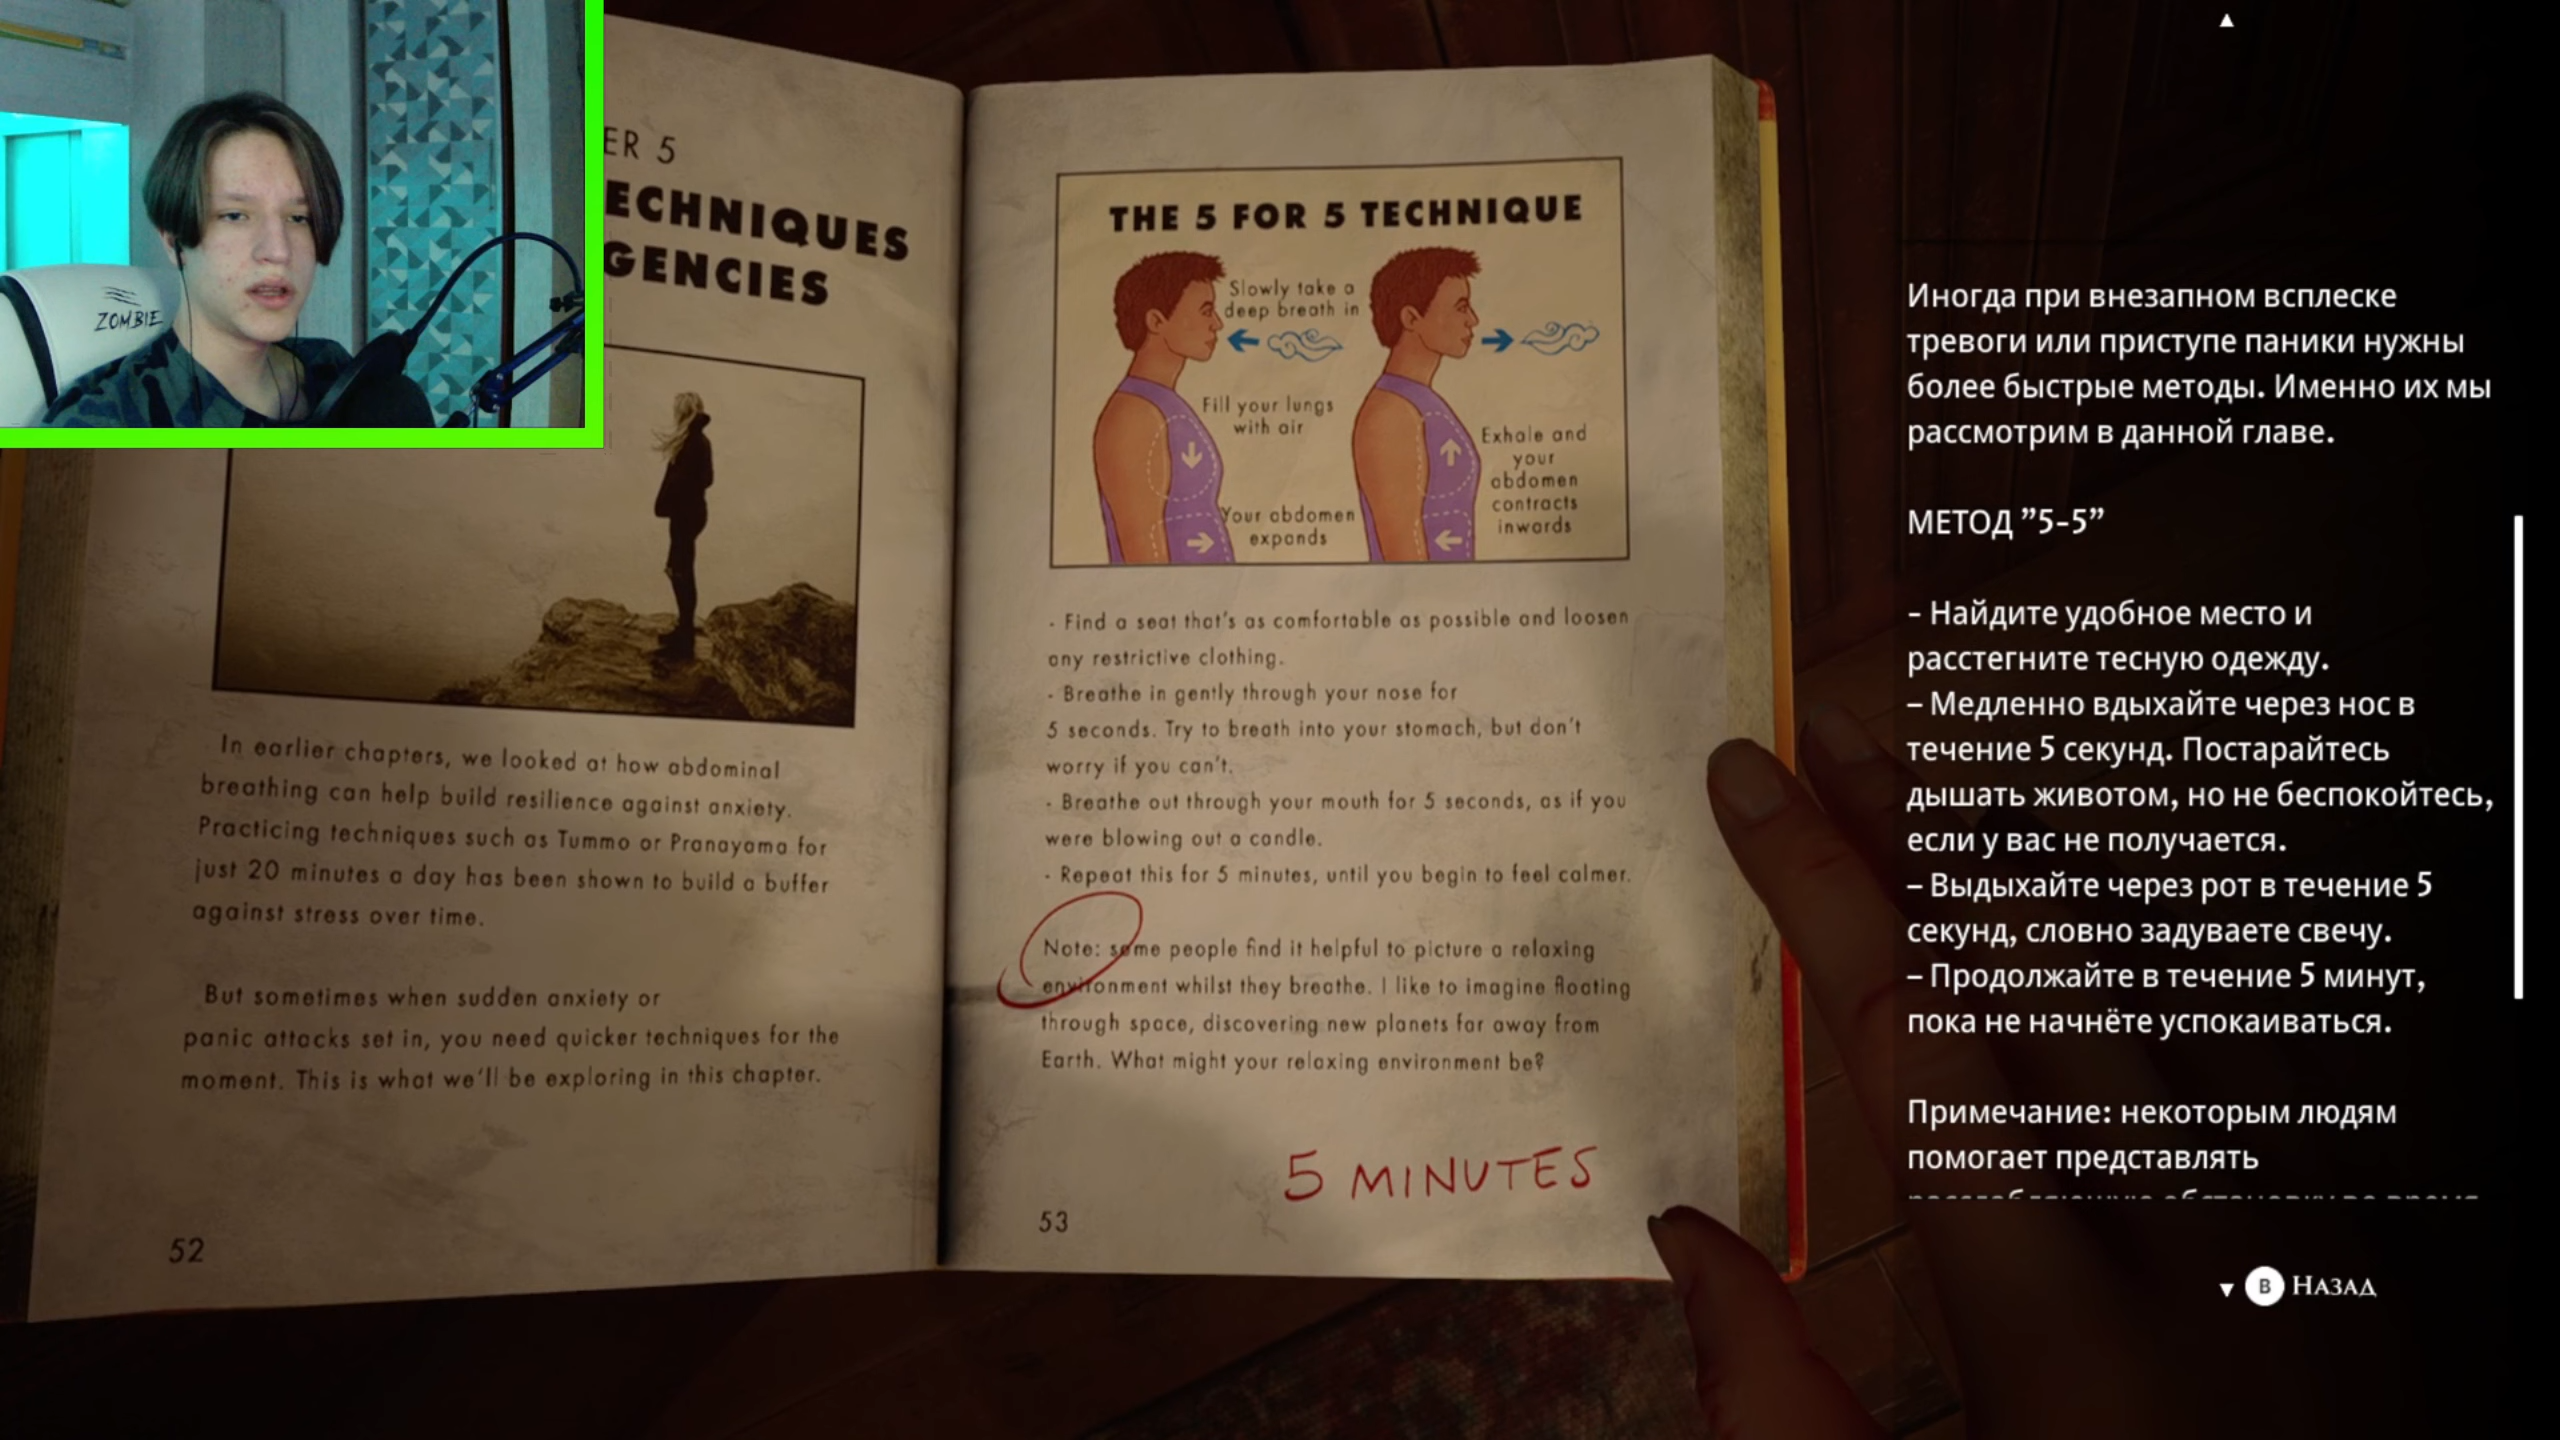 ZOMBIE
ER 5
ECHNIQUES
GENCIES
In earlier chapters, we looked at how abdominal
breathing can help build resilience against anxiety.
Practicing techniques such as Tummo or Pranayama for
just 20 minutes a day has been shown to build a buffer
against stress over time.
But sometimes when sudden anxiety or
panic attacks set in, you need quicker techniques for the
moment. This is what we'll be exploring in this chapter.
52
THE 5 FOR 5 TECHNIQUE
Slowly take a
deep breath in
Fill your lungs
with air
Your abdomen
expands
Exhale and
your
abdomen
contracts
inwards
- Find a seat that's as comfortable as possible and loosen
any restrictive clothing.
- Breathe in gently through your nose for
5 seconds. Try to breath into your stomach, but don't
worry if you can't.
- Breathe out through your mouth for 5 seconds, as if you
were blowing out a candle.
- Repeat this for 5 minutes, until you begin to feel calmer.
Note: some people find it helpful to picture a relaxing
environment whilst they breathe. I like to imagine floating
through space, discovering new planets far away from
Earth. What might your relaxing environment be?
5 MINUTES
53
Иногда при внезапном всплеске
тревоги или приступе паники нужны
более быстрые методы. Именно их мы
рассмотрим в данной главе.
МЕТОД ”5-5”
- Найдите удобное место и
расстегните тесную одежду.
– Медленно вдыхайте через нос в
течение 5 секунд. Постарайтесь
дышать животом, но не беспокойтесь,
если у вас не получается.
– Выдыхайте через рот в течение 5
секунд, словно задуваете свечу.
– Продолжайте в течение 5 минут,
пока не начнёте успокаиваться.
Примечание: некоторым людям
помогает представлять
B НАЗАД